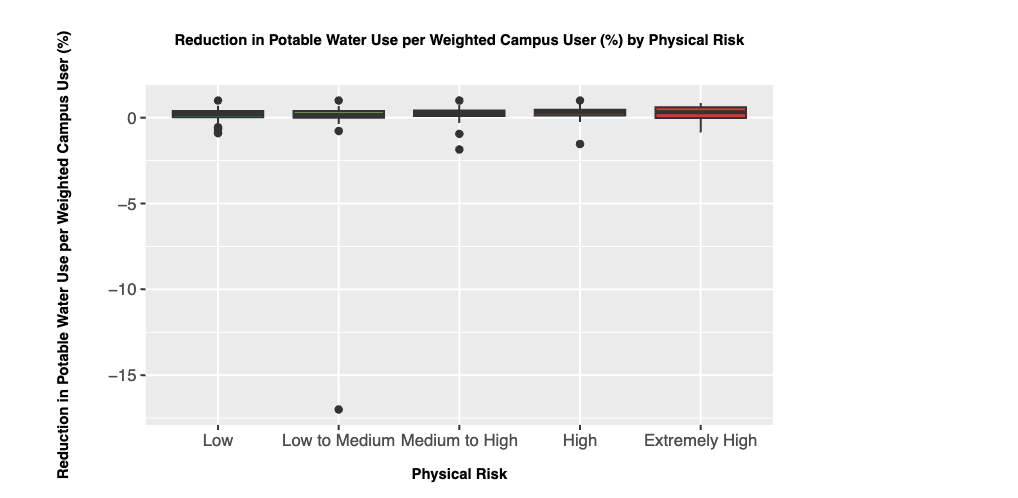 Reduction in Potable Water Use per Weighted Campus User (%) by Physical Risk
Reduction in Potable Water Use per Weighted Campus User (%)
0
−5
−10
−15
Low
Low to Medium
Medium to High
High
Extremely High
Physical Risk